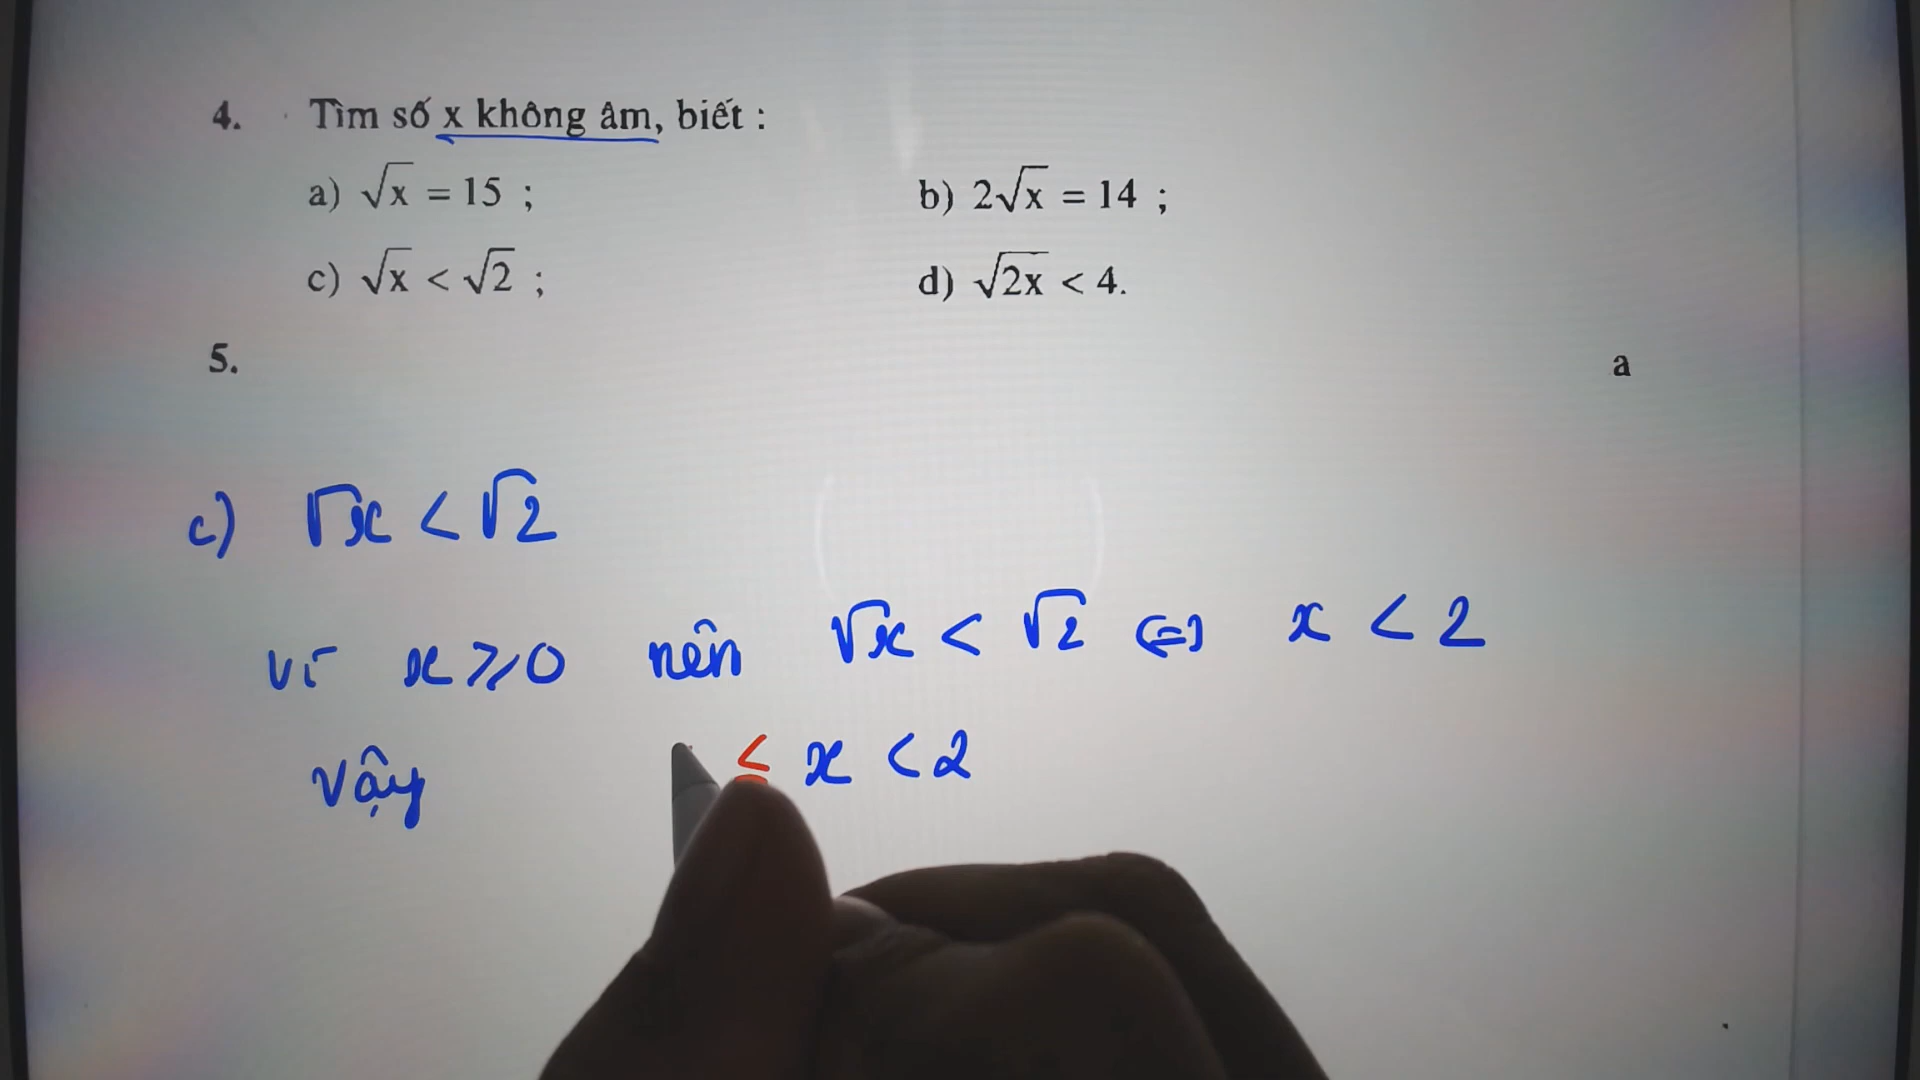 4. Tìm số x không âm, biết :
a) √x = 15 ; b) 2√x = 14 ;
c) √x < √2 ; d) √2x < 4.
5. a
c) √x < √2
Vì x ⩾ 0 nên √x < √2 ⇔ x < 2
Vậy ≤ x < 2